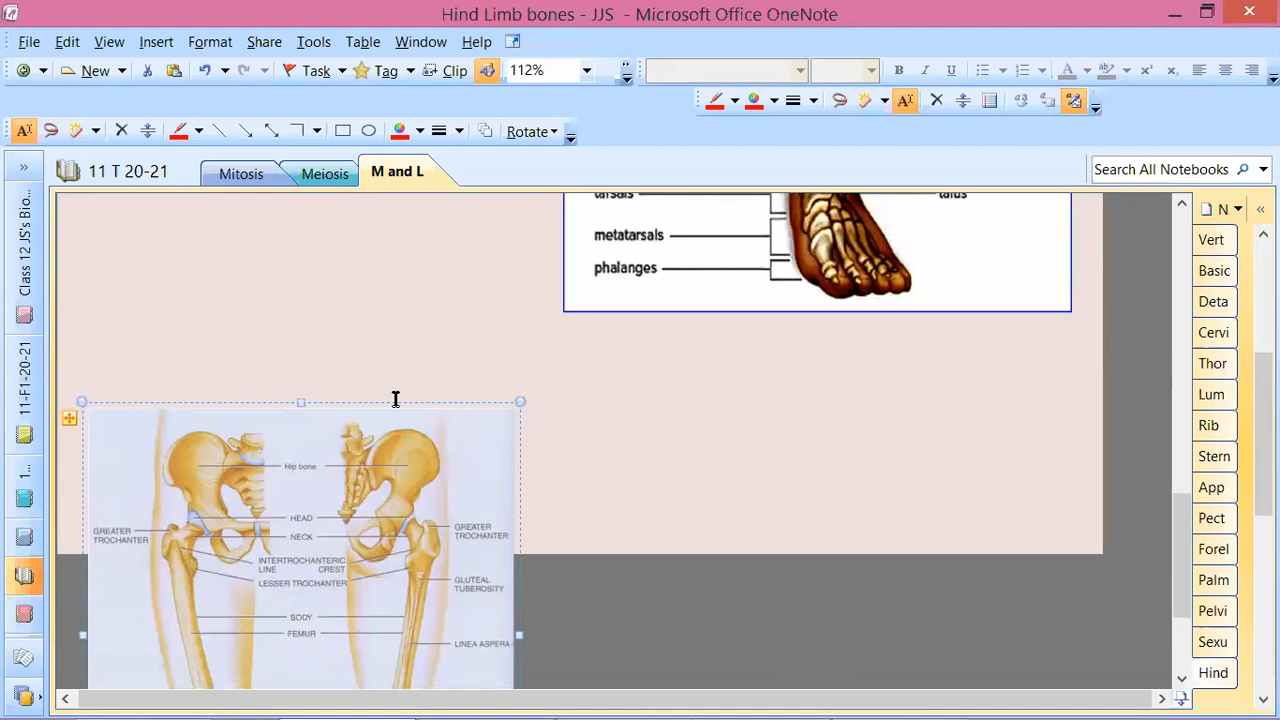 Hind Limb bones - JJS - Microsoft Office OneNote
File Edit View Insert Format Share Tools Table Window Help
New Task Tag Clip 112%
Rotate
11 T 20-21 Mitosis Meiosis M and L Search All Notebooks
Class 12 JJS's Bio...
11-F1-20-21
1...
N
Vert
Basic
Deta
Cervi
Thor
Lum
Rib
Stern
App
Pect
Forel
Palm
Pelvi
Sexu
Hind
tarsals talus
metatarsals
phalanges
Hip bone
HEAD
GREATER
TROCHANTER
NECK
GREATER
TROCHANTER
INTERTROCHANTERIC
LINE CREST
LESSER TROCHANTER
GLUTEAL
TUBEROSITY
BODY
FEMUR
LINEA ASPERA